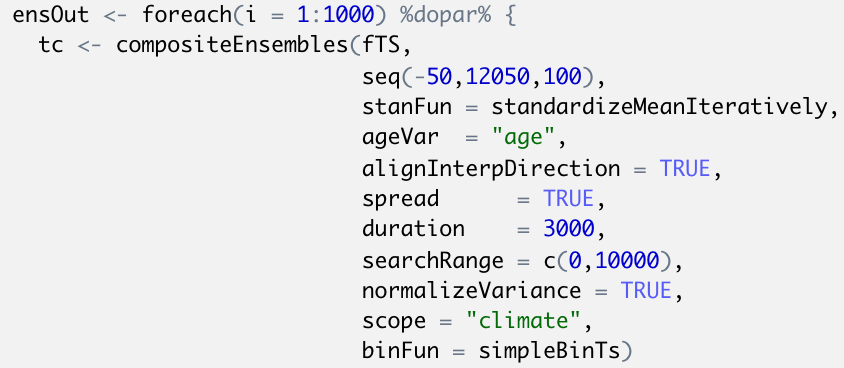 ensOut <- foreach(i = 1:1000) %dopar% {
  tc <- compositeEnsembles(fTS,
                           seq(-50,12050,100),
                           stanFun = standardizeMeanIteratively,
                           ageVar  = "age",
                           alignInterpDirection = TRUE,
                           spread      = TRUE,
                           duration    = 3000,
                           searchRange = c(0,10000),
                           normalizeVariance = TRUE,
                           scope = "climate",
                           binFun = simpleBinTs)